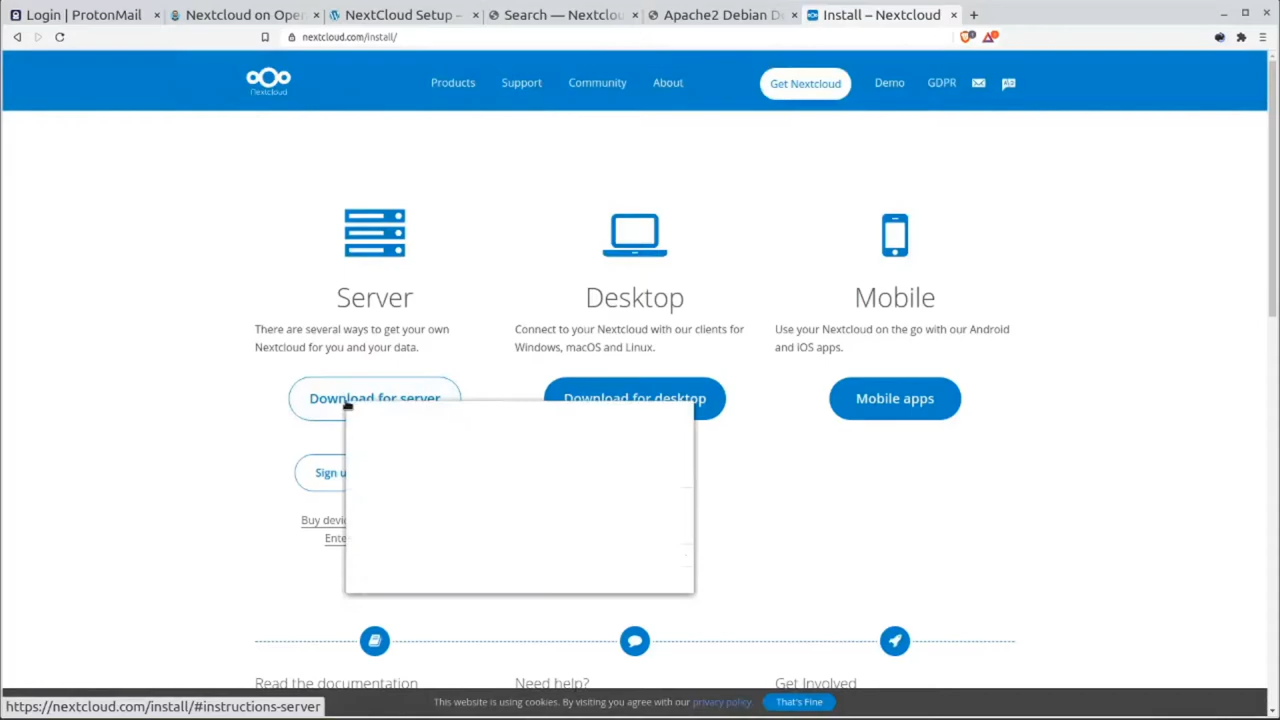 Login | ProtonMail
Nextcloud on Open
NextCloud Setup –
Search — Nextclou
Apache2 Debian D
Install – Nextcloud
nextcloud.com/install/
Nextcloud
Products
Support
Community
About
Get Nextcloud
Demo
GDPR
Server
Desktop
Mobile
There are several ways to get your own
Nextcloud for you and your data.
Connect to your Nextcloud with our clients for
Windows, macOS and Linux.
Use your Nextcloud on the go with our Android
and iOS apps.
Download for server
Download for desktop
Mobile apps
Sign u
Buy devi
Ente
Read the documentation
Need help?
Get Involved
This website is using cookies. By visiting you agree with our privacy policy.
That's Fine
https://nextcloud.com/install/#instructions-server